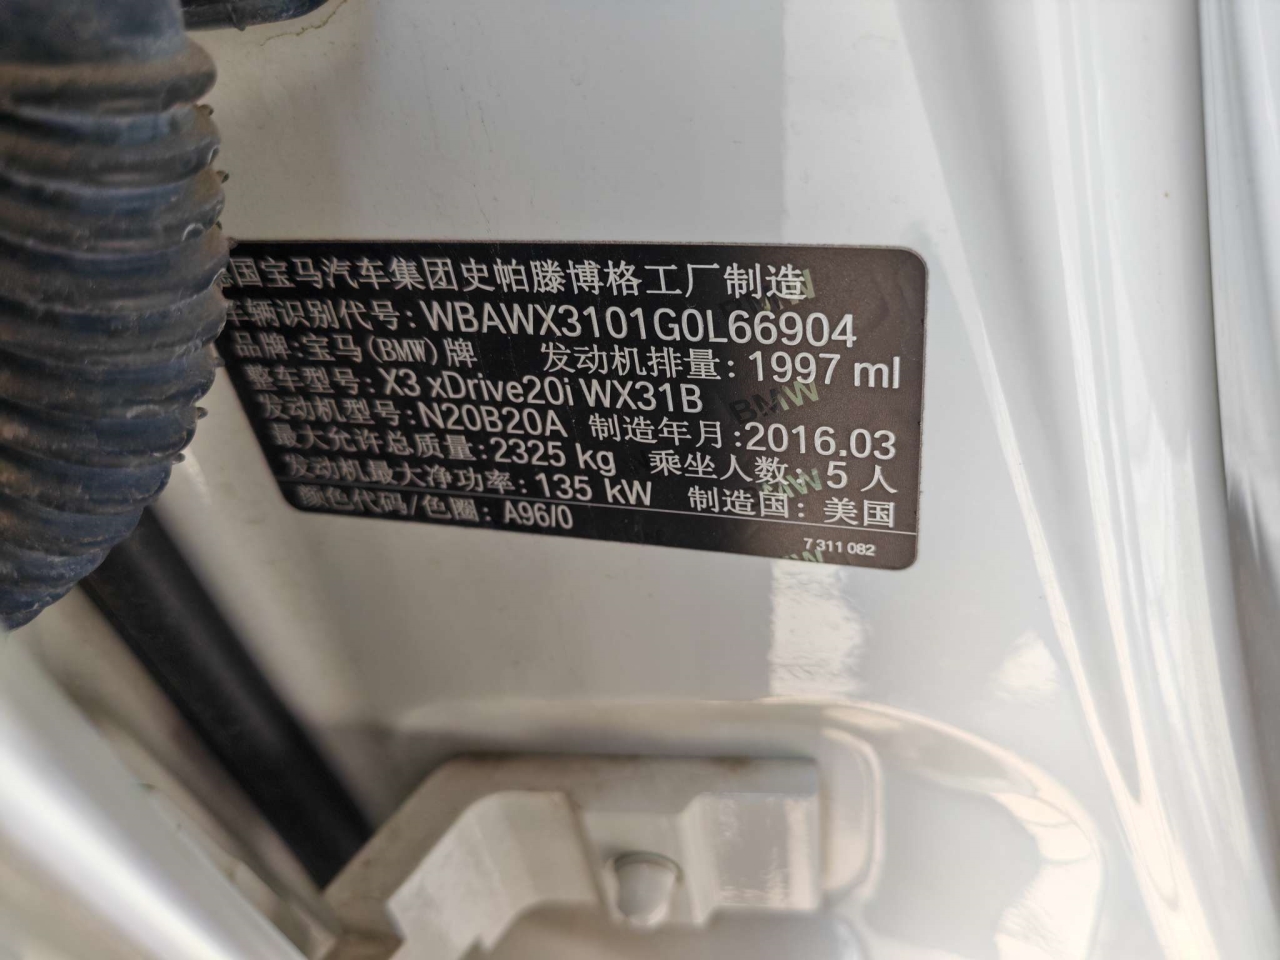 德国宝马汽车集团史帕滕博格工厂制造
车辆识别代号: WBAWX3101G0L66904
品牌: 宝马(BMW)牌 发动机排量: 1997 ml
整车型号: X3 xDrive20i WX31B
发动机型号: N20B20A 制造年月: 2016.03
最大允许总质量: 2325 kg 乘坐人数: 5 人
发动机最大净功率: 135 kW 制造国: 美国
颜色代码/色圈: A96/0
7 311 082